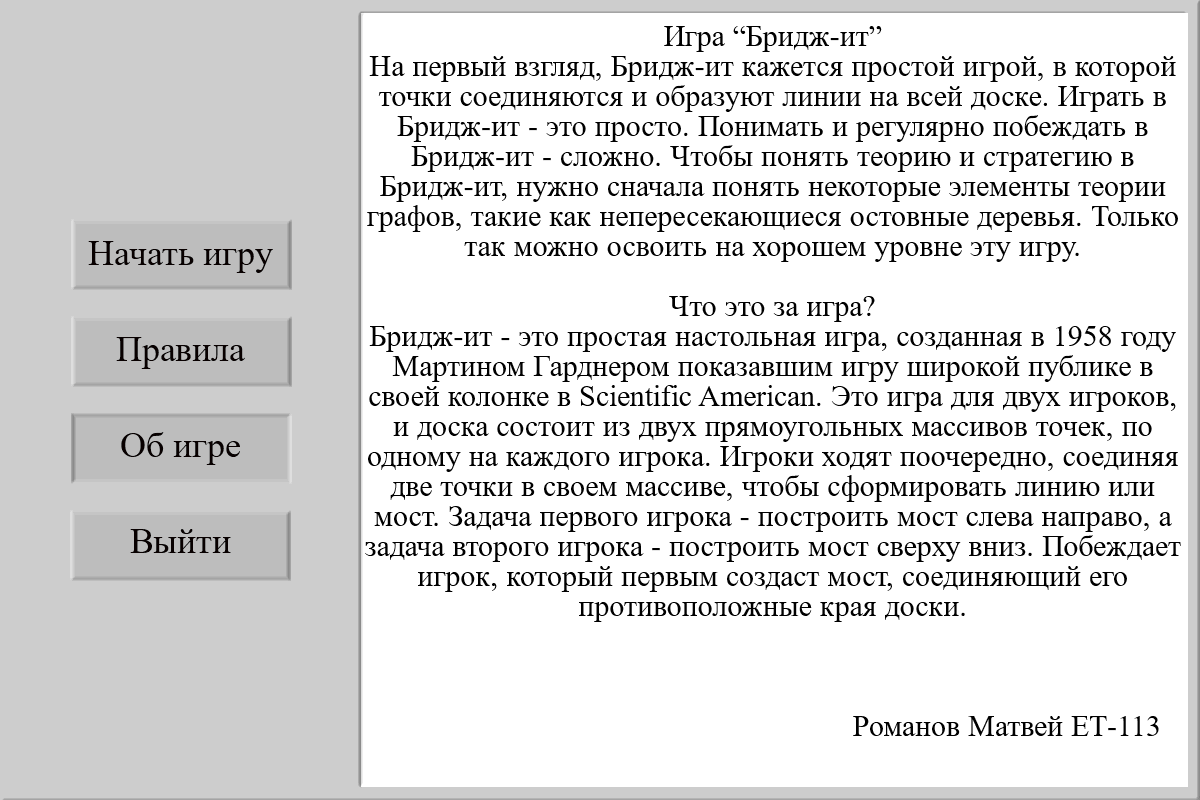 Начать игру
Правила
Об игре
Выйти
Игра “Бридж-ит”
На первый взгляд, Бридж-ит кажется простой игрой, в которой
точки соединяются и образуют линии на всей доске. Играть в
Бридж-ит - это просто. Понимать и регулярно побеждать в
Бридж-ит - сложно. Чтобы понять теорию и стратегию в
Бридж-ит, нужно сначала понять некоторые элементы теории
графов, такие как непересекающиеся остовные деревья. Только
так можно освоить на хорошем уровне эту игру.
Что это за игра?
Бридж-ит - это простая настольная игра, созданная в 1958 году
Мартином Гарднером показавшим игру широкой публике в
своей колонке в Scientific American. Это игра для двух игроков,
и доска состоит из двух прямоугольных массивов точек, по
одному на каждого игрока. Игроки ходят поочередно, соединяя
две точки в своем массиве, чтобы сформировать линию или
мост. Задача первого игрока - построить мост слева направо, а
задача второго игрока - построить мост сверху вниз. Побеждает
игрок, который первым создаст мост, соединяющий его
противоположные края доски.
Романов Матвей ЕТ-113